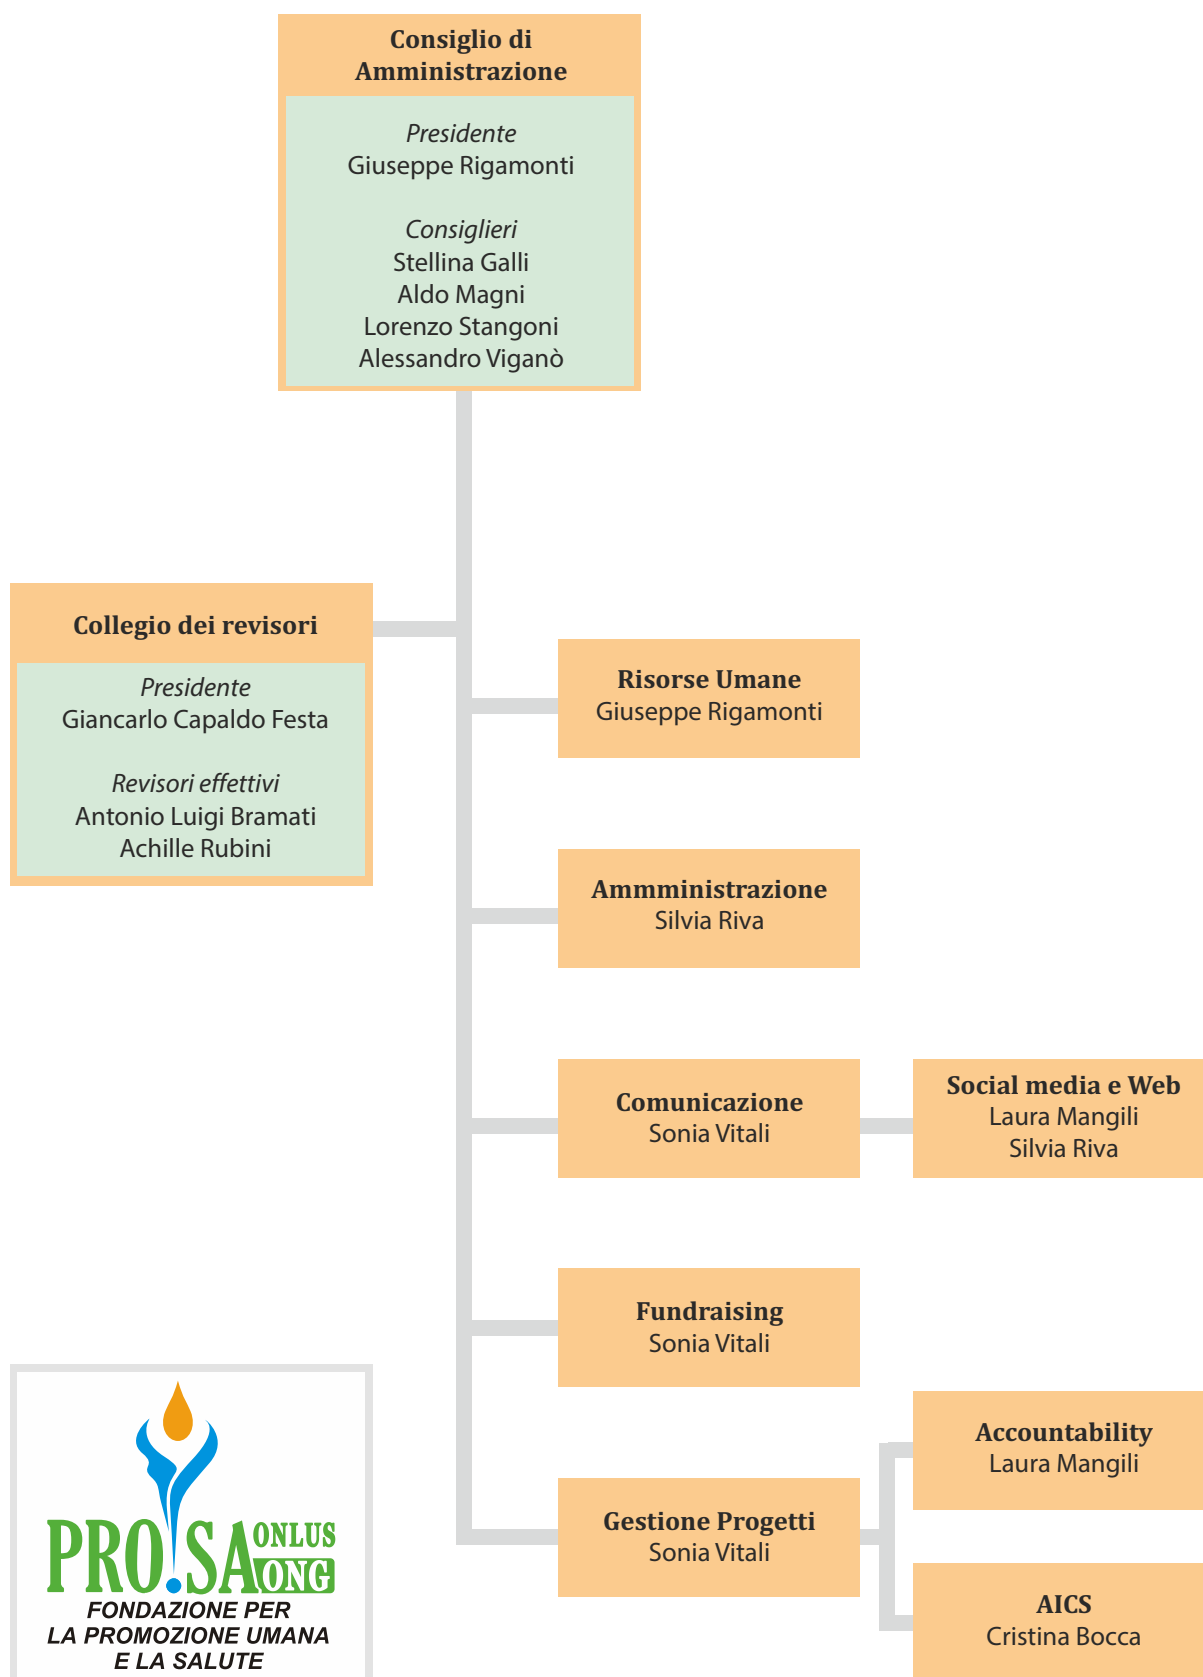 Consiglio di
Amministrazione
Presidente
Giuseppe Rigamonti
Consiglieri
Stellina Galli
Aldo Magni
Lorenzo Stangoni
Alessandro Viganò
Collegio dei revisori
Presidente
Giancarlo Capaldo Festa
Revisori effettivi
Antonio Luigi Bramati
Achille Rubini
Risorse Umane
Giuseppe Rigamonti
Ammministrazione
Silvia Riva
Comunicazione
Sonia Vitali
Social media e Web
Laura Mangili
Silvia Riva
Fundraising
Sonia Vitali
Gestione Progetti
Sonia Vitali
Accountability
Laura Mangili
AICS
Cristina Bocca
PRO.SA ONLUS
ONG
FONDAZIONE PER
LA PROMOZIONE UMANA
E LA SALUTE